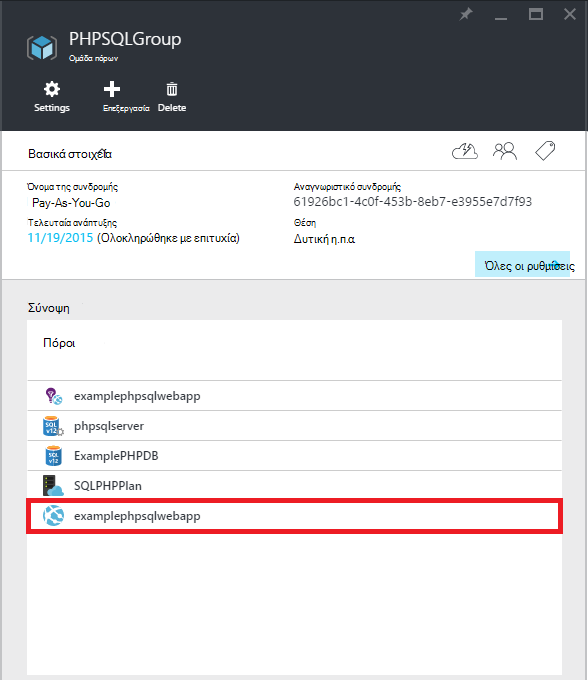 PHPSQLGroup
Ομάδα πόρων
Settings
Επεξεργασία
Delete
Βασικά στοιχεία
Όνομα της συνδρομής
Αναγνωριστικό συνδρομής
Pay-As-You-Go
61926bc1-4c0f-453b-8eb7-e3955e7d7f93
Τελευταία ανάπτυξης
Θέση
11/19/2015 (Ολοκληρώθηκε με επιτυχία)
Δυτική η.π.α.
Όλες οι ρυθμίσεις
Σύνοψη
Πόροι
examplephpsqlwebapp
phpsqlserver
ExamplePHPDB
SQLPHPPlan
examplephpsqlwebapp